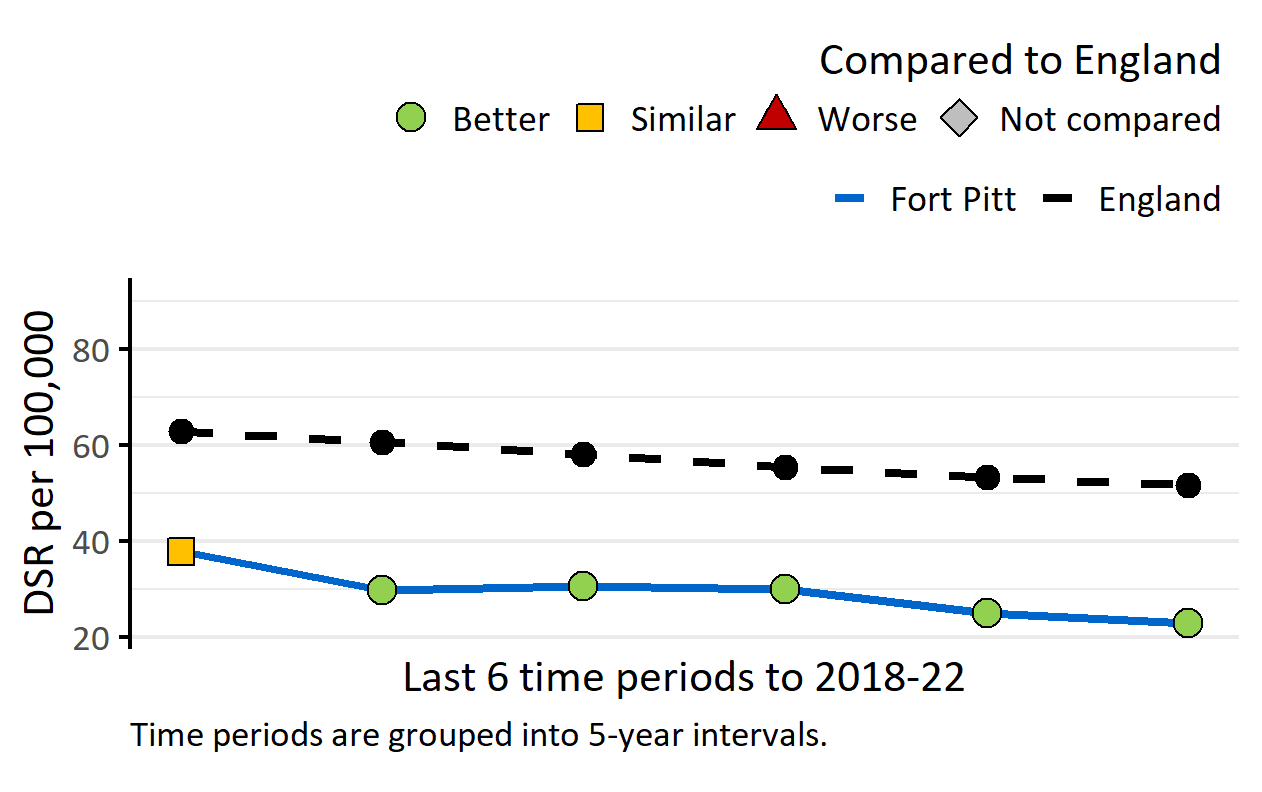 Compared to England
Better Similar Worse Not compared
Fort Pitt England
DSR per 100,000
80
60
40
20
Last 6 time periods to 2018-22
Time periods are grouped into 5-year intervals.